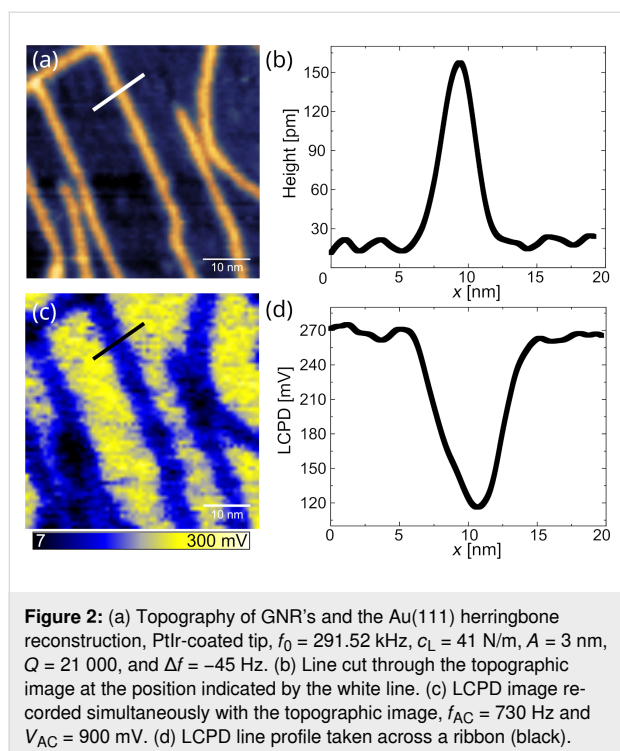 (a)
10 nm
(b)
150
120
90
60
30
0
5
10
15
20
Height [pm]
x [nm]
(c)
10 nm
7
300 mV
(d)
270
240
210
180
150
120
0
5
10
15
20
LCPD [mV]
x [nm]
Figure 2: (a) Topography of GNR's and the Au(111) herringbone
reconstruction, PtIr-coated tip, f0 = 291.52 kHz, cL = 41 N/m, A = 3 nm,
Q = 21 000, and Δf = −45 Hz. (b) Line cut through the topographic
image at the position indicated by the white line. (c) LCPD image re-
corded simultaneously with the topographic image, fAC = 730 Hz and
VAC = 900 mV. (d) LCPD line profile taken across a ribbon (black).